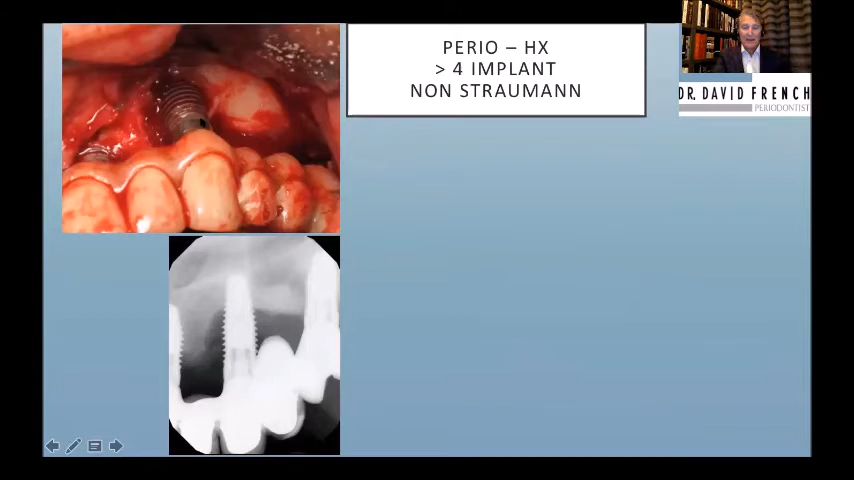 PERIO – HX
> 4 IMPLANT
NON STRAUMANN
DR. DAVID FRENCH
PERIODONTIST